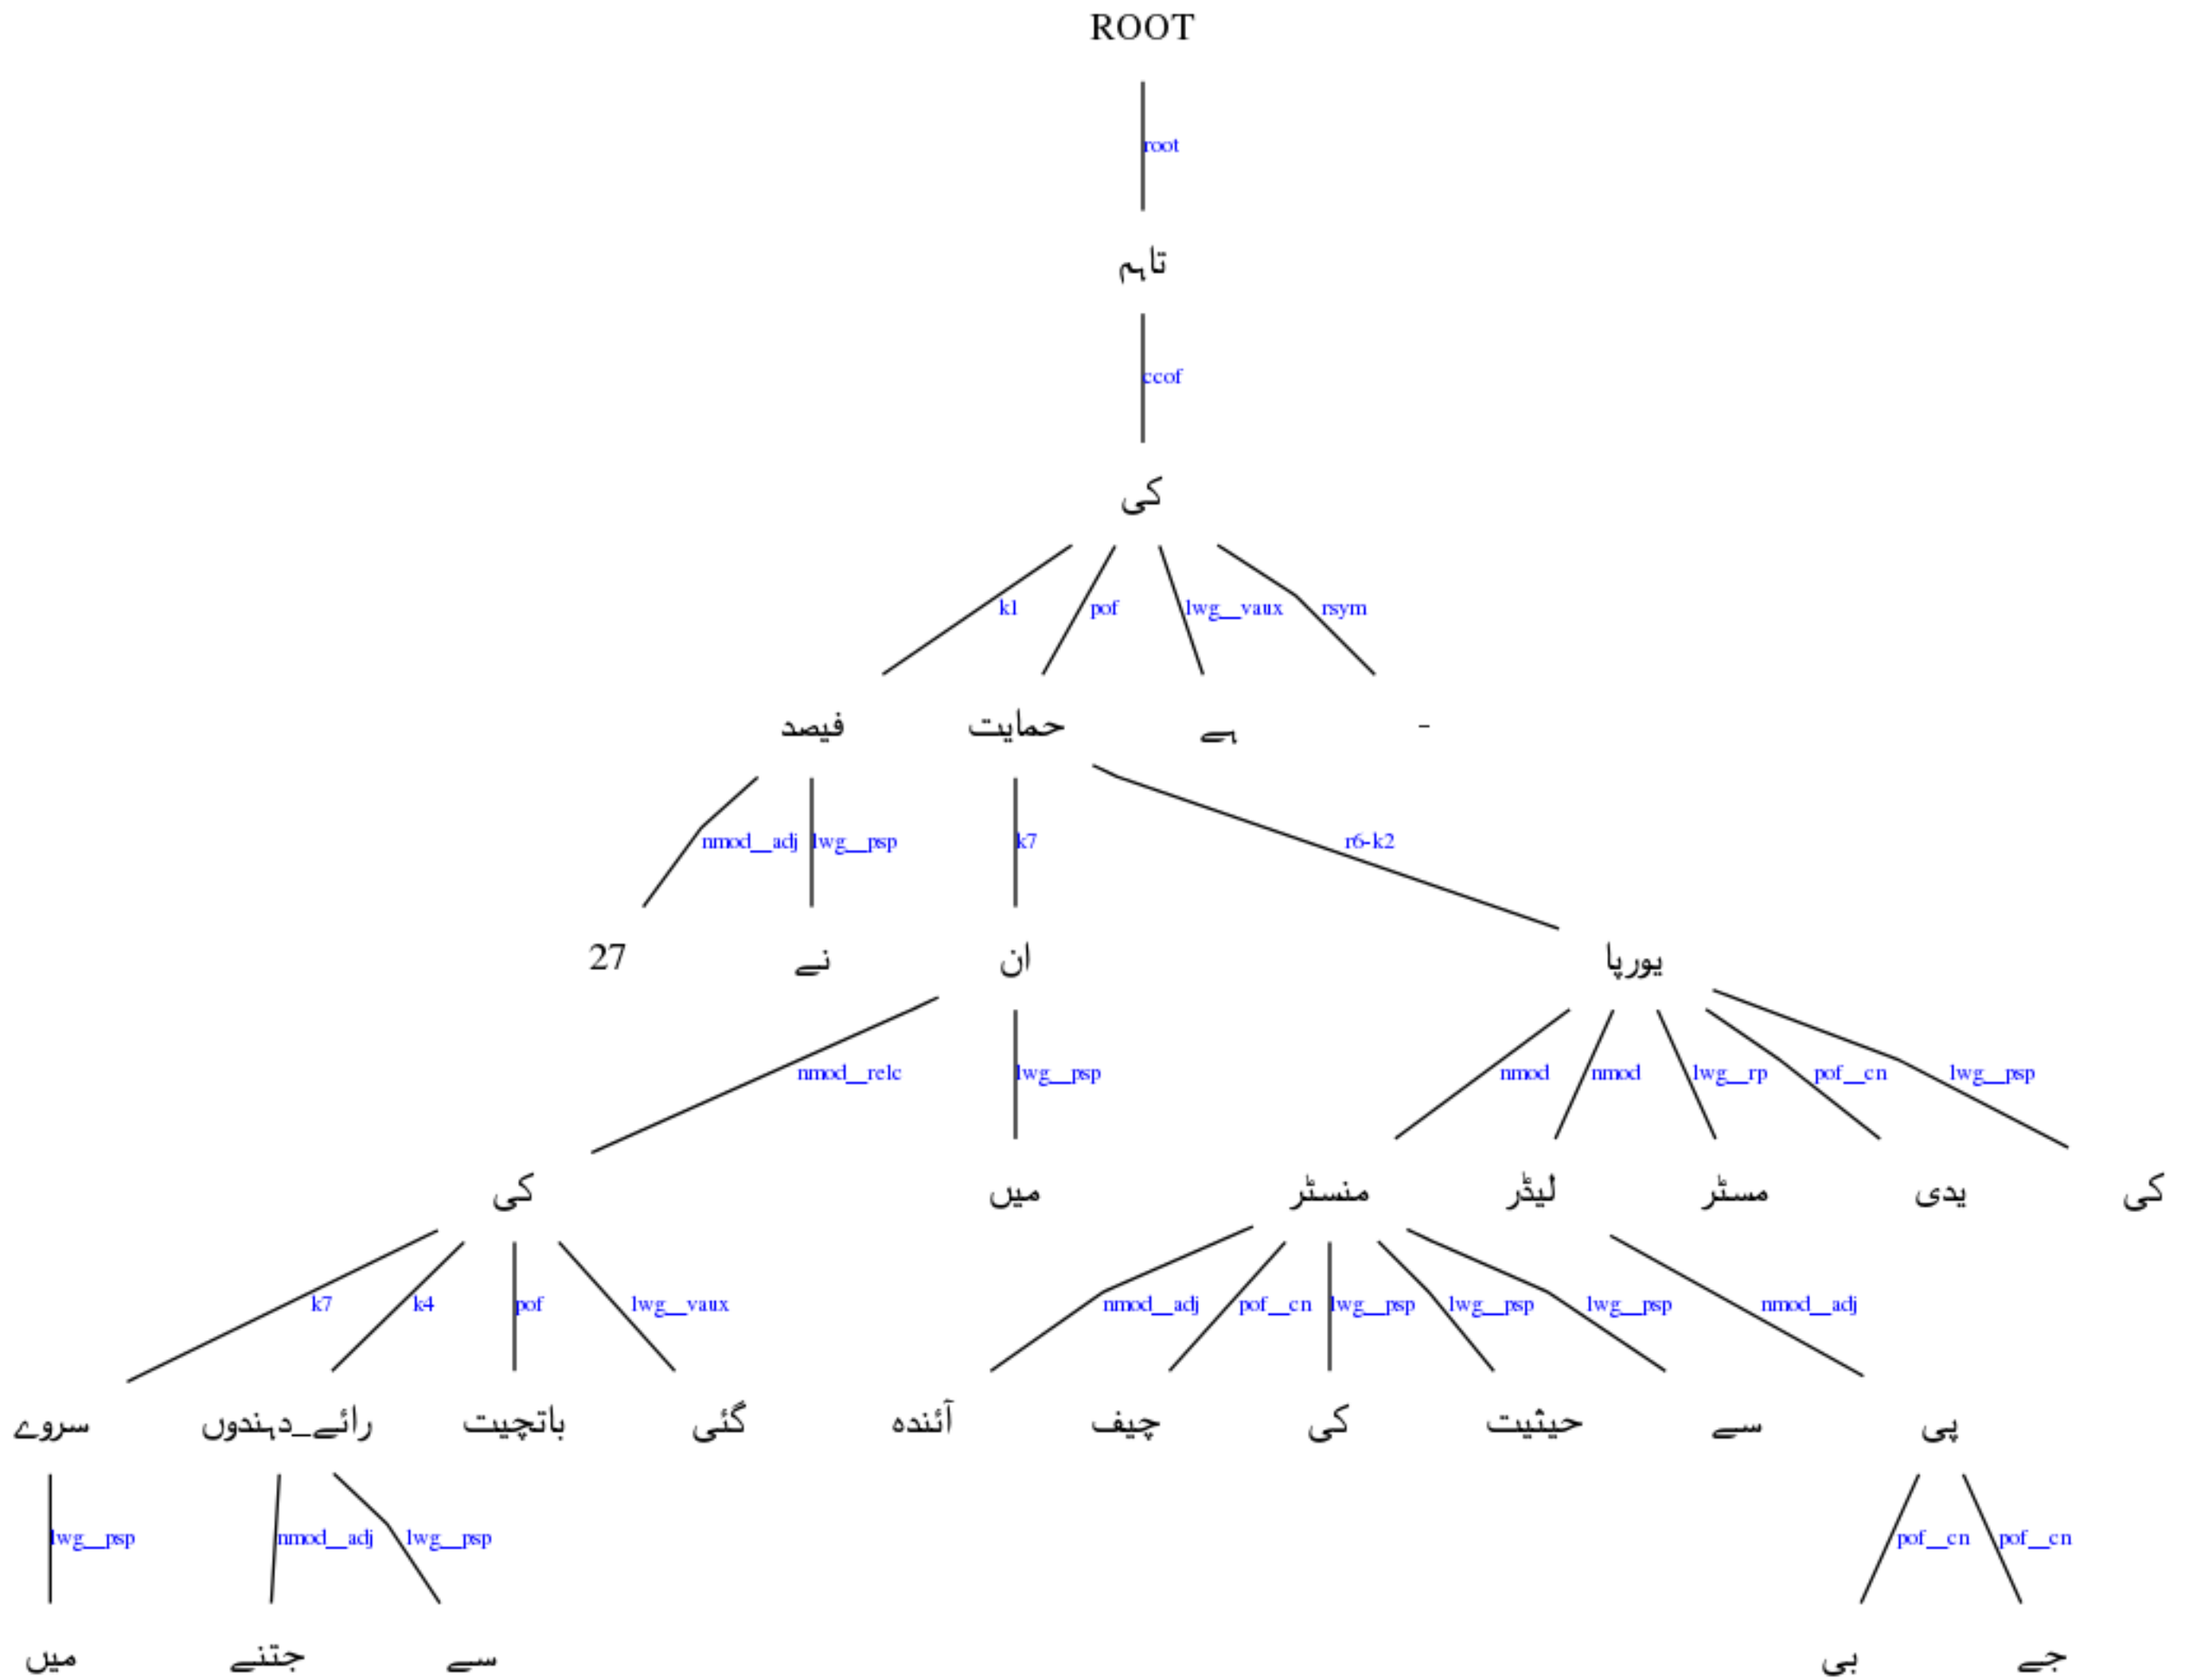 ROOT
root
تاہم
ccof
کی
k1 pof lwg__vaux rsym
فیصد حمایت ہے -
nmod__adj lwg__psp k7 r6-k2
27 نے ان یورپا
nmod__relc lwg__psp nmod nmod lwg__rp pof__cn lwg__psp
کی میں منسٹر لیڈر مسٹر یدی کی
k7 k4 pof lwg__vaux nmod__adj pof__cn lwg__psp lwg__psp lwg__psp nmod__adj
سروے رائے_دہندوں باتچیت گئی آئندہ چیف کی حیثیت سے پی
lwg__psp nmod__adj lwg__psp pof__cn pof__cn
میں جتنے سے بی جے